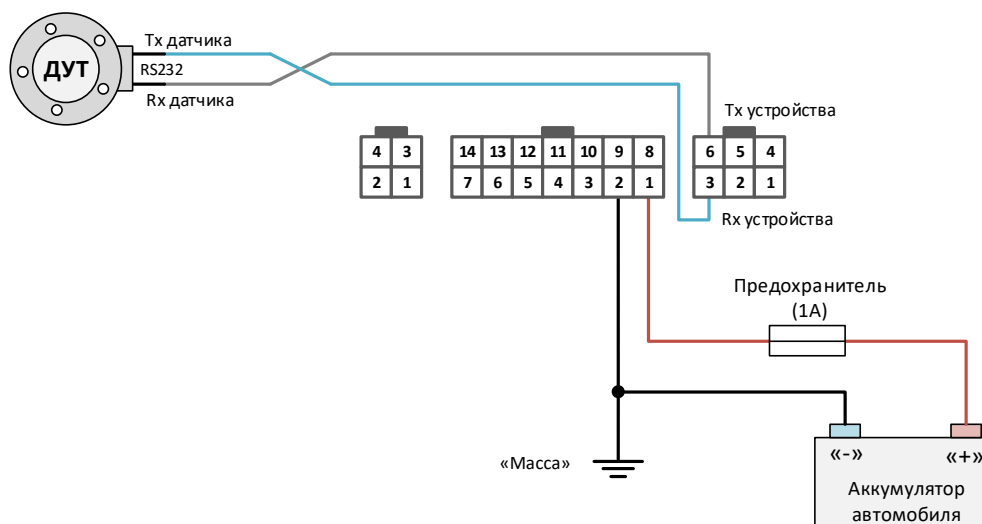 Tx датчика
ДУТ
RS232
Rx датчика
Tx устройства
4 3
14 13 12 11 10 9 8
6 5 4
2 1
7 6 5 4 3 2 1
3 2 1
Rx устройства
Предохранитель
(1А)
«Масса»
«-»
«+»
Аккумулятор
автомобиля